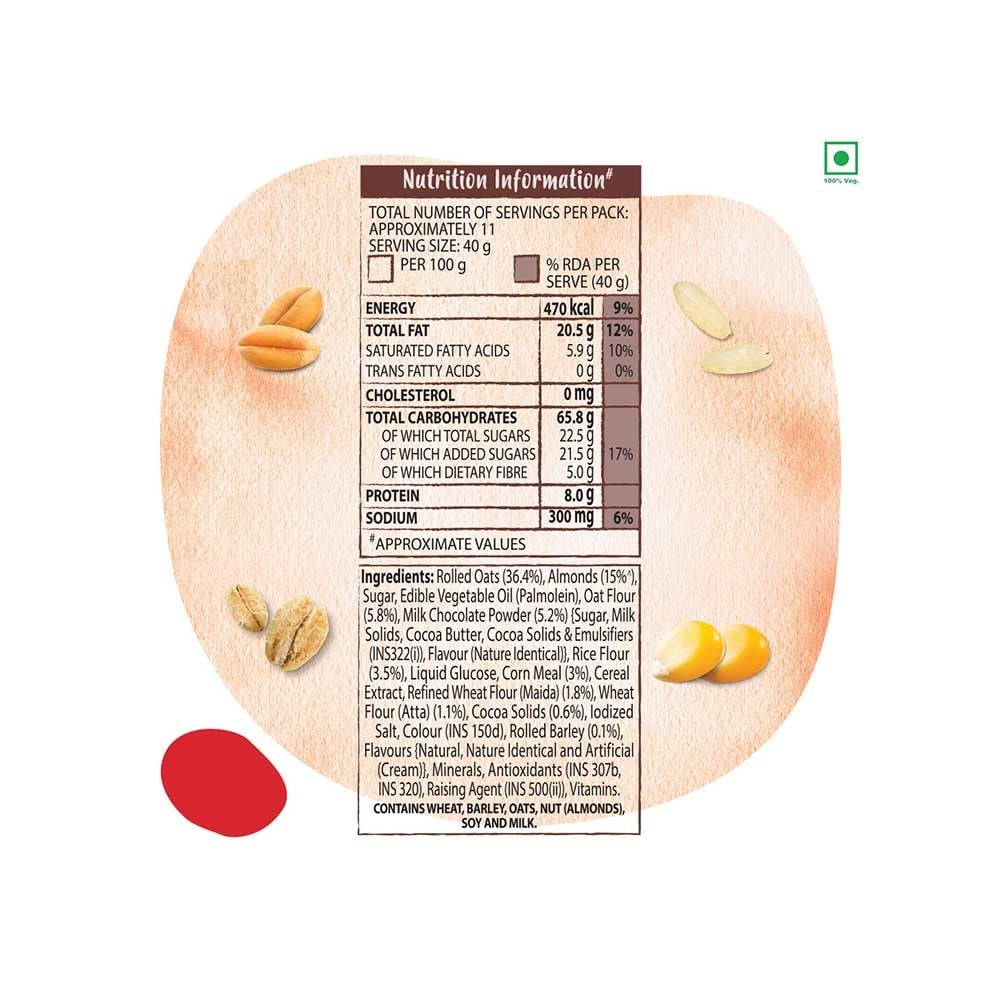 100% Veg.
Nutrition Information#
TOTAL NUMBER OF SERVINGS PER PACK:
APPROXIMATELY 11
SERVING SIZE: 40 g
PER 100 g % RDA PER
SERVE (40 g)
ENERGY 470 kcal 9%
TOTAL FAT 20.5 g 12%
SATURATED FATTY ACIDS 5.9 g 10%
TRANS FATTY ACIDS 0 g 0%
CHOLESTEROL 0 mg
TOTAL CARBOHYDRATES 65.8 g
OF WHICH TOTAL SUGARS 22.5 g
OF WHICH ADDED SUGARS 21.5 g 17%
OF WHICH DIETARY FIBRE 5.0 g
PROTEIN 8.0 g
SODIUM 300 mg 6%
#APPROXIMATE VALUES
Ingredients: Rolled Oats (36.4%), Almonds (15%^),
Sugar, Edible Vegetable Oil (Palmolein), Oat Flour
(5.8%), Milk Chocolate Powder (5.2%) {Sugar, Milk
Solids, Cocoa Butter, Cocoa Solids & Emulsifiers
(INS322(i)), Flavour (Nature Identical)}, Rice Flour
(3.5%), Liquid Glucose, Corn Meal (3%), Cereal
Extract, Refined Wheat Flour (Maida) (1.8%), Wheat
Flour (Atta) (1.1%), Cocoa Solids (0.6%), Iodized
Salt, Colour (INS 150d), Rolled Barley (0.1%),
Flavours {Natural, Nature Identical and Artificial
(Cream)}, Minerals, Antioxidants (INS 307b,
INS 320), Raising Agent (INS 500(ii)), Vitamins.
CONTAINS WHEAT, BARLEY, OATS, NUT (ALMONDS),
SOY AND MILK.